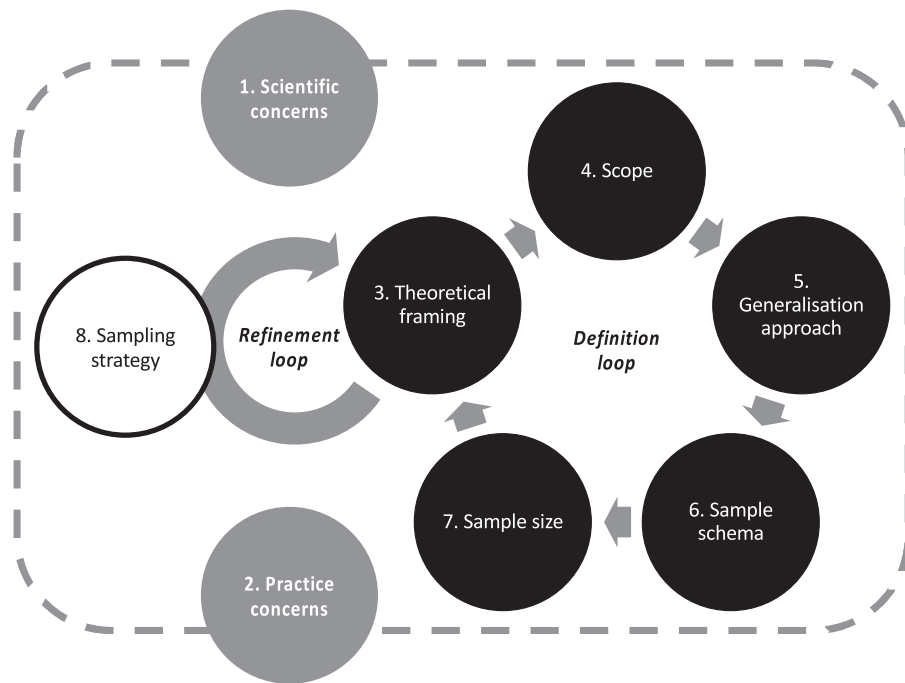 1. Scientific
concerns
4. Scope
3. Theoretical
framing
5.
Generalisation
approach
8. Sampling
strategy
Refinement
loop
Definition
loop
7. Sample size
6. Sample
schema
2. Practice
concerns